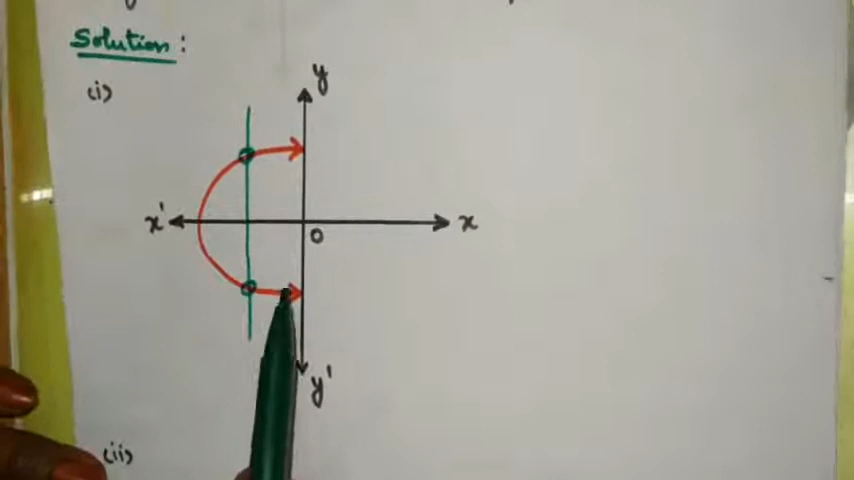 Solution :
(i)
y
x' x
O
y'
(ii)